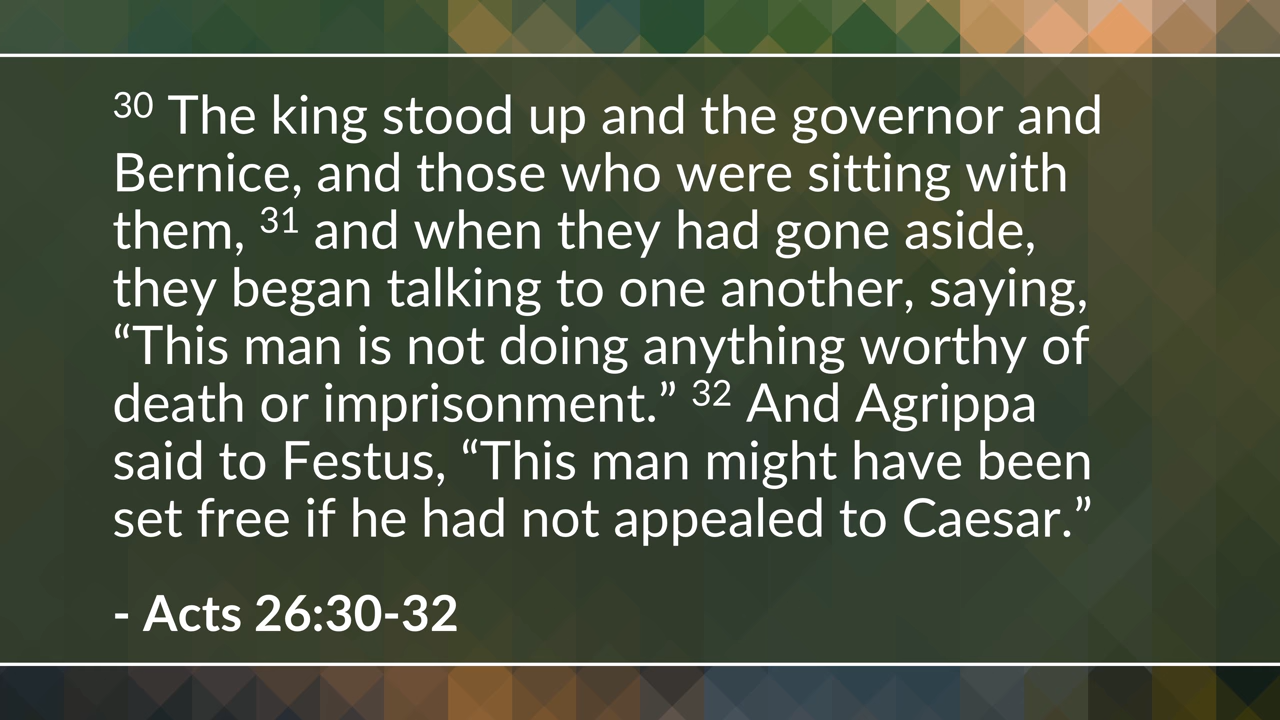 30 The king stood up and the governor and
Bernice, and those who were sitting with
them, 31 and when they had gone aside,
they began talking to one another, saying,
“This man is not doing anything worthy of
death or imprisonment.” 32 And Agrippa
said to Festus, “This man might have been
set free if he had not appealed to Caesar.”
- Acts 26:30-32